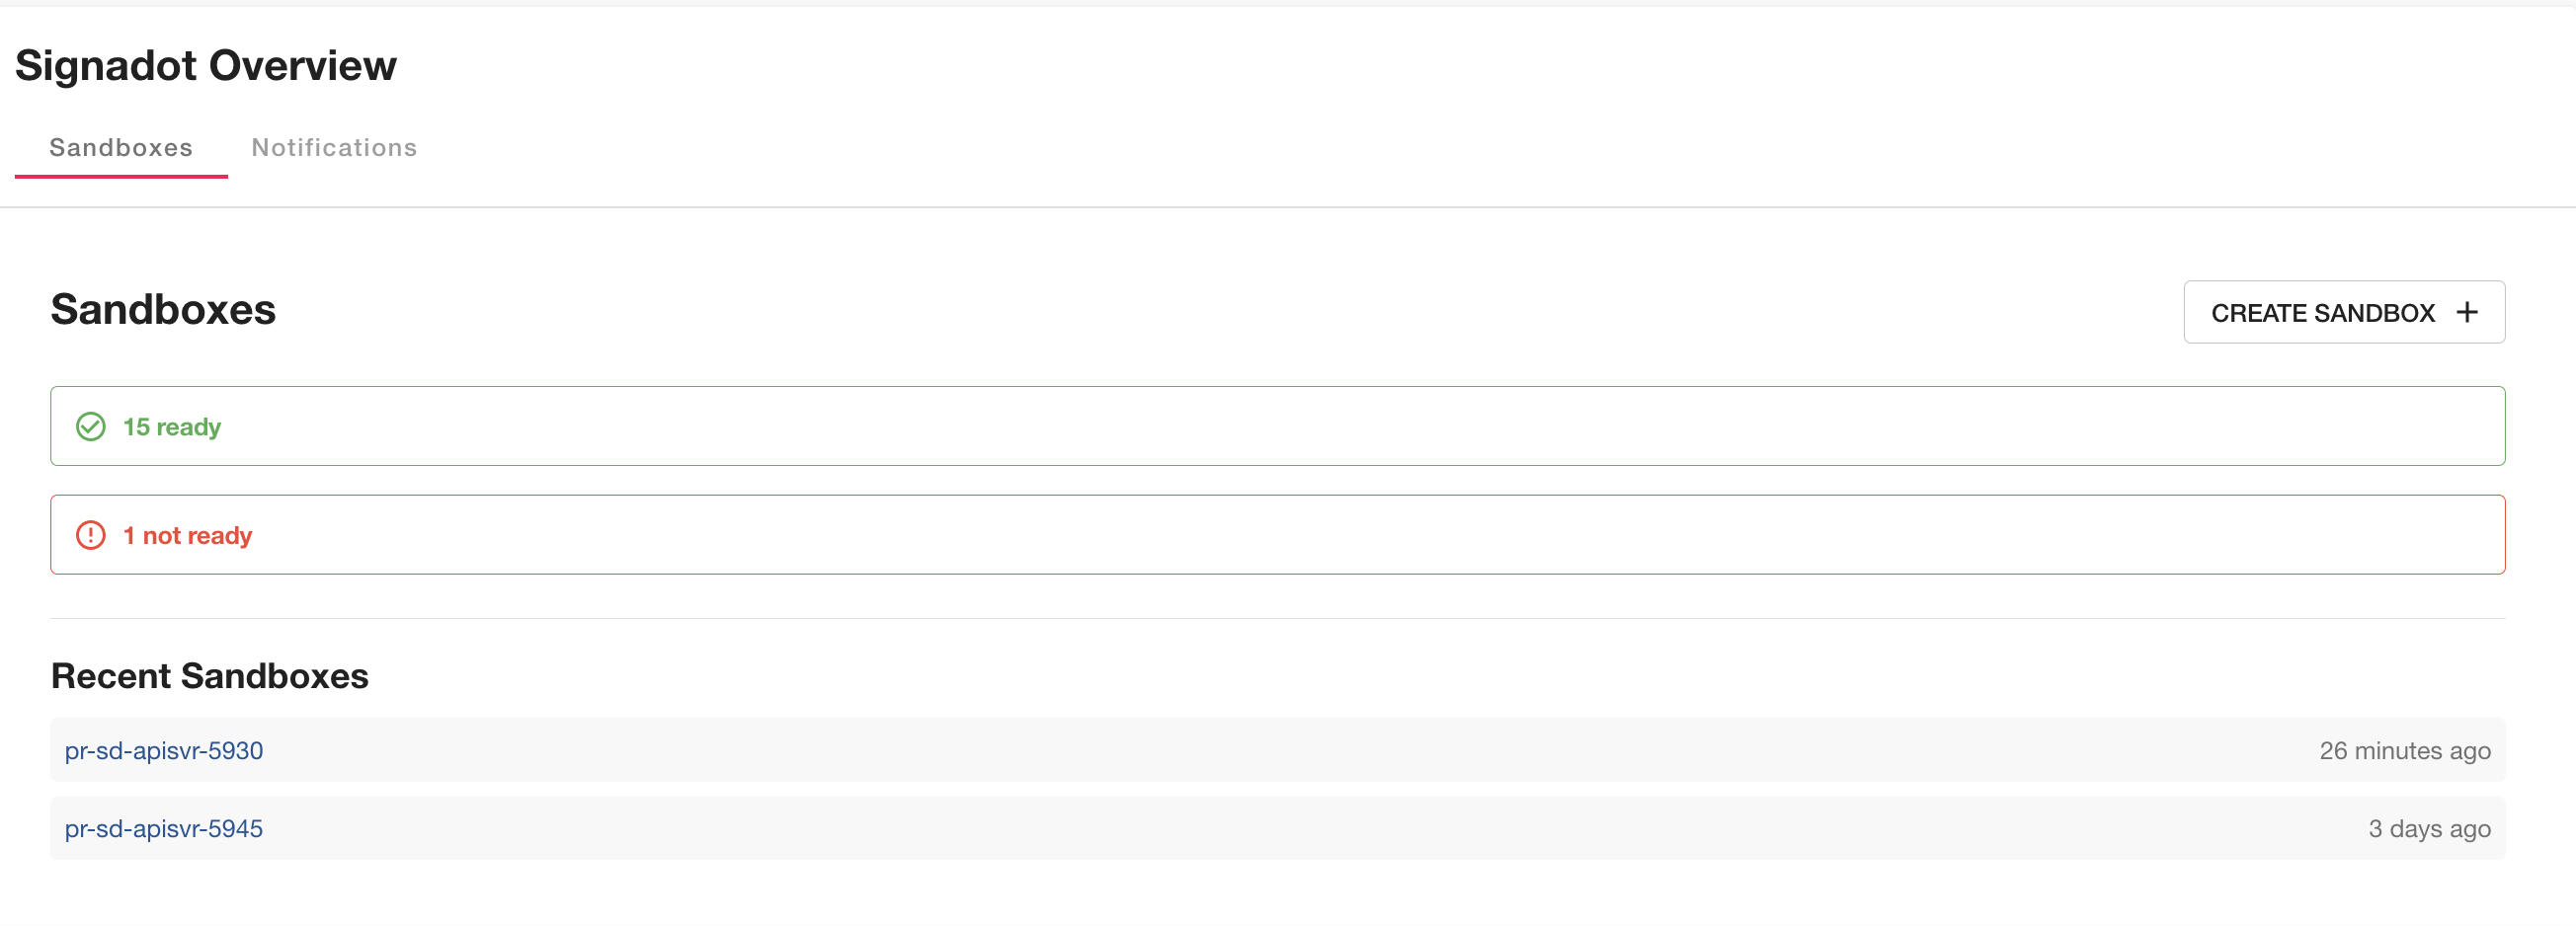 Signadot Overview
Sandboxes Notifications
Sandboxes
CREATE SANDBOX +
15 ready
1 not ready
Recent Sandboxes
pr-sd-apisvr-5930 26 minutes ago
pr-sd-apisvr-5945 3 days ago